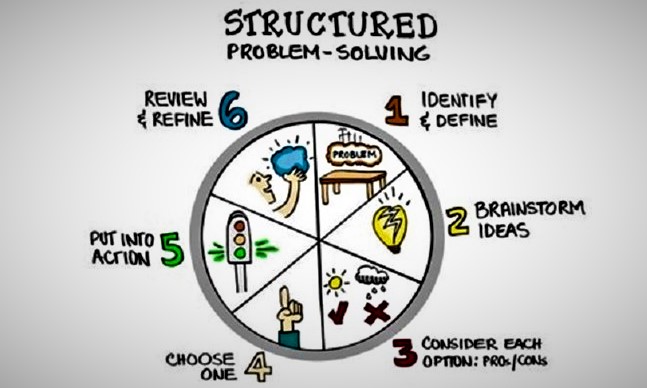 STRUCTURED
PROBLEM-SOLVING
1 IDENTIFY
& DEFINE
PROBLEM
2 BRAINSTORM
IDEAS
3 CONSIDER EACH
OPTION: PROS/CONS
CHOOSE 4
ONE
PUT INTO 5
ACTION
REVIEW 6
& REFINE